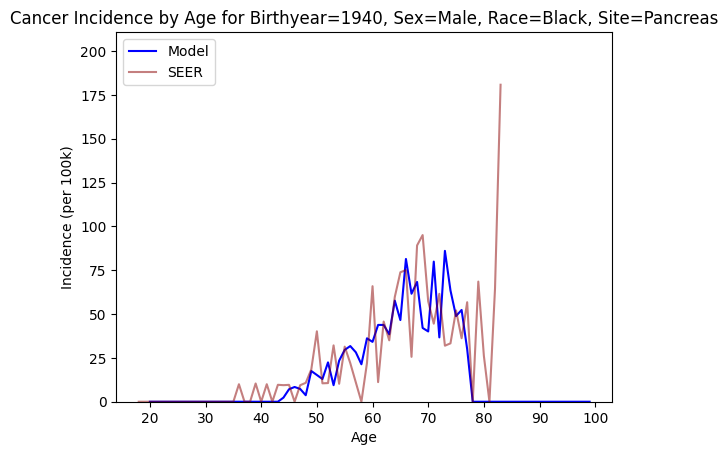 Cancer Incidence by Age for Birthyear=1940, Sex=Male, Race=Black, Site=Pancreas
Model
SEER
200
175
150
125
100
75
50
25
0
Incidence (per 100k)
20 30 40 50 60 70 80 90 100
Age